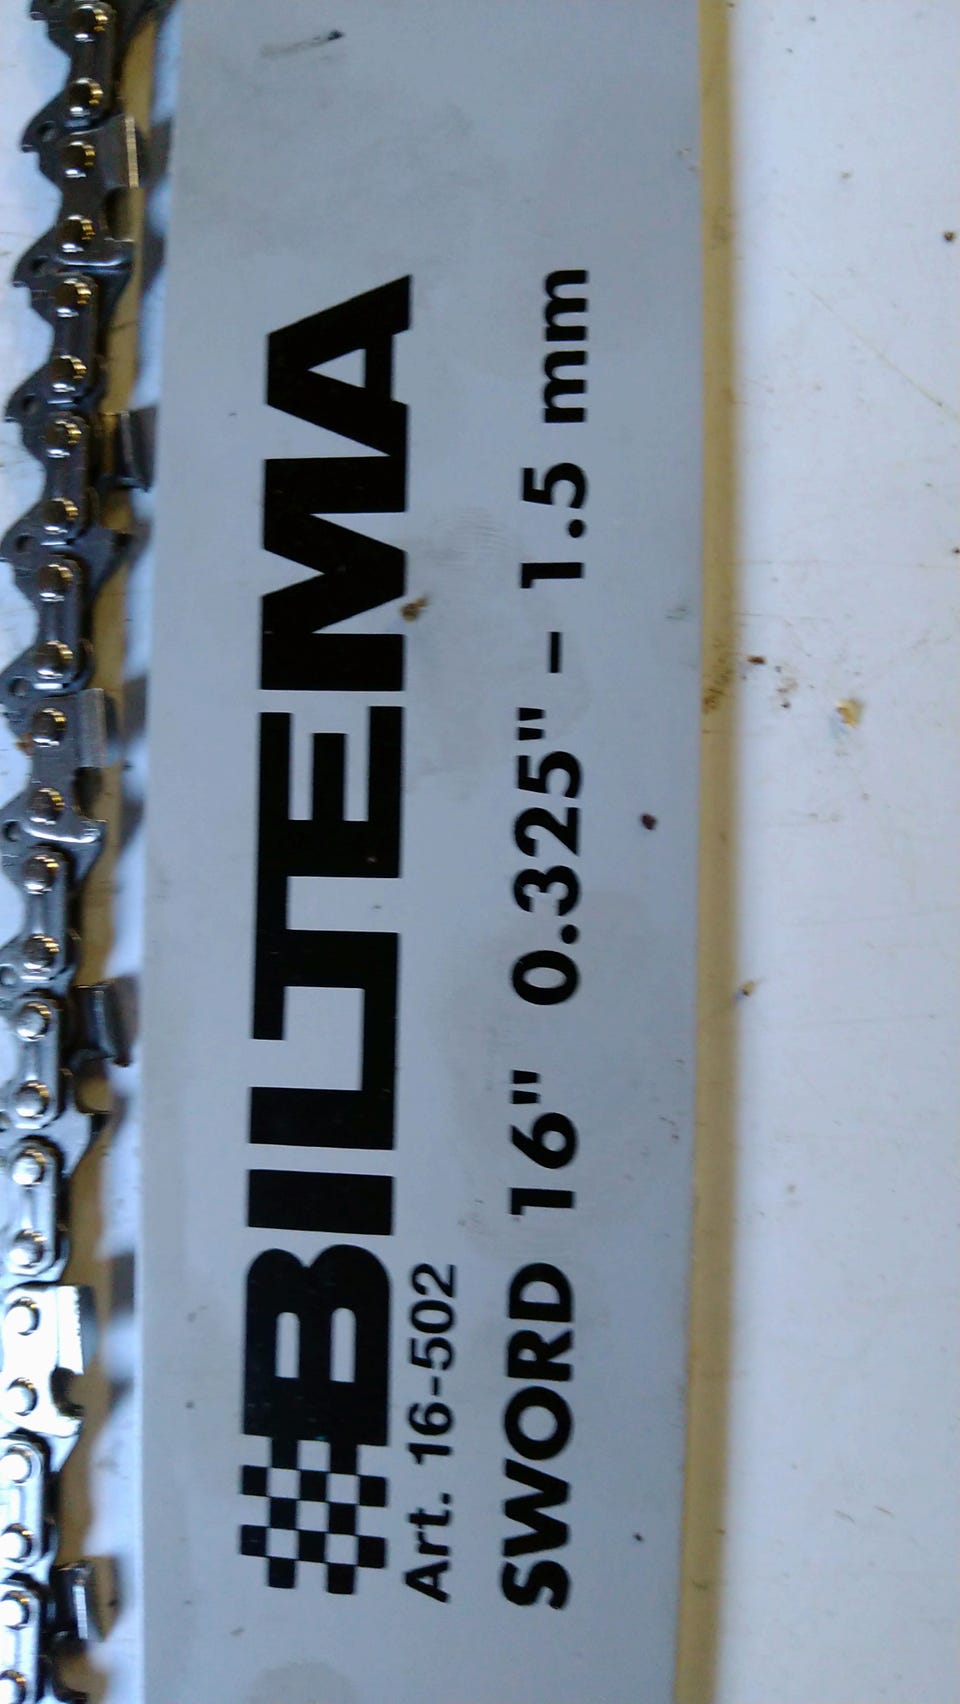 BILTEMA
Art. 16-502
SWORD 16" 0.325" - 1.5 mm